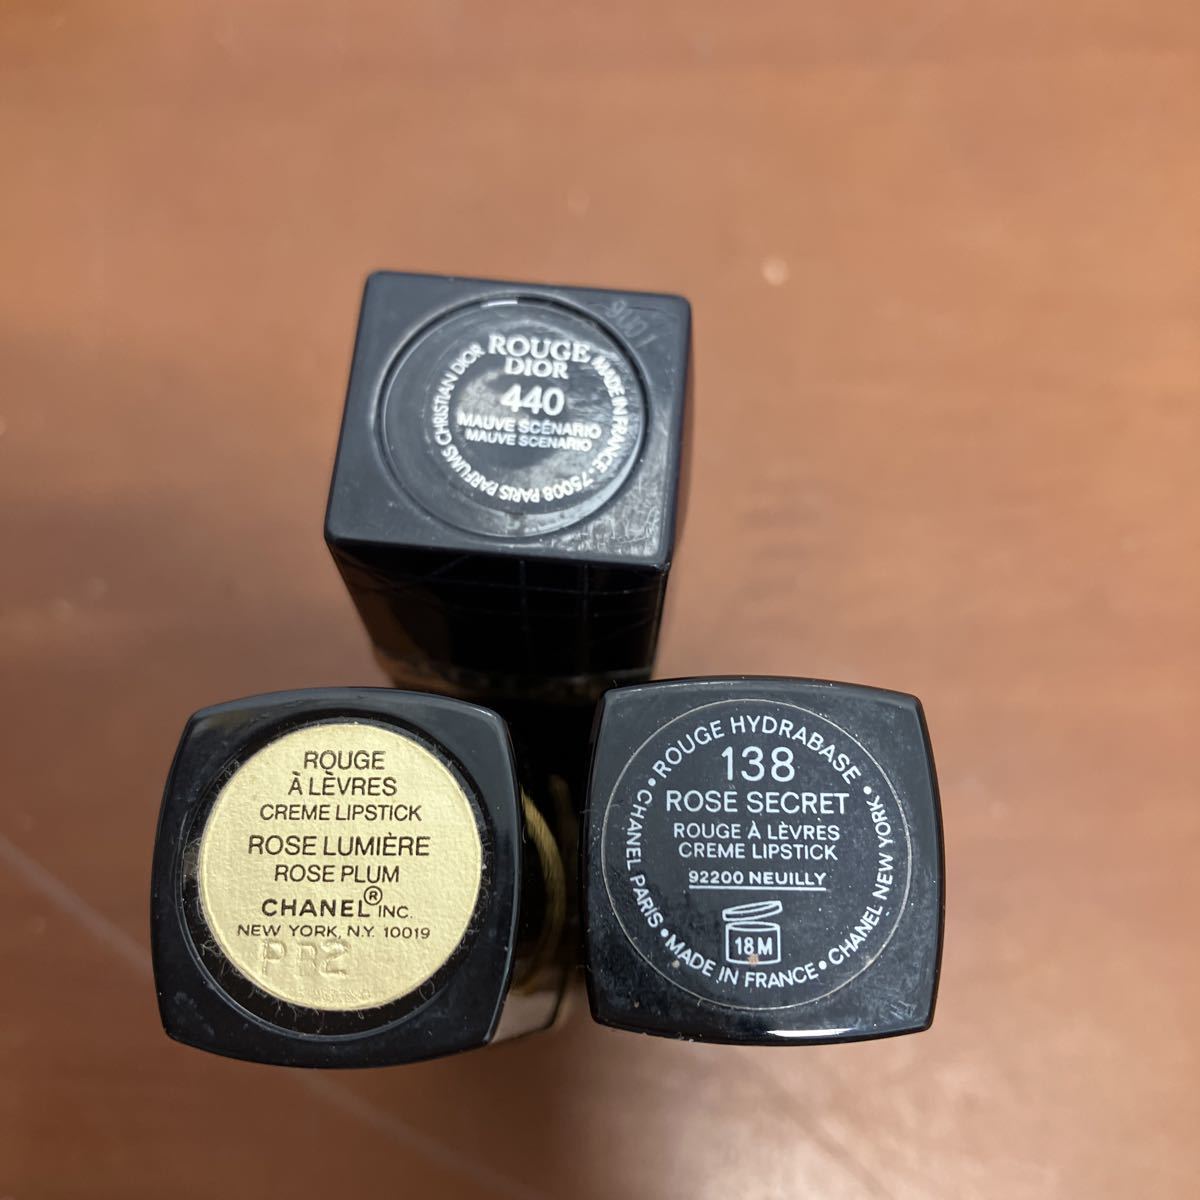 ROUGE
DIOR
440
MAUVE SCÉNARIO
MAUVE SCENARIO
MADE IN FRANCE • 75008 PARIS PARFUMS CHRISTIAN DIOR
ROUGE
À LÈVRES
CREME LIPSTICK
ROSE LUMIÈRE
ROSE PLUM
CHANEL® INC.
NEW YORK, N.Y. 10019
• ROUGE HYDRABASE •
138
ROSE SECRET
ROUGE À LÈVRES
CREME LIPSTICK
92200 NEUILLY
18M
CHANEL PARIS • MADE IN FRANCE • CHANEL NEW YORK